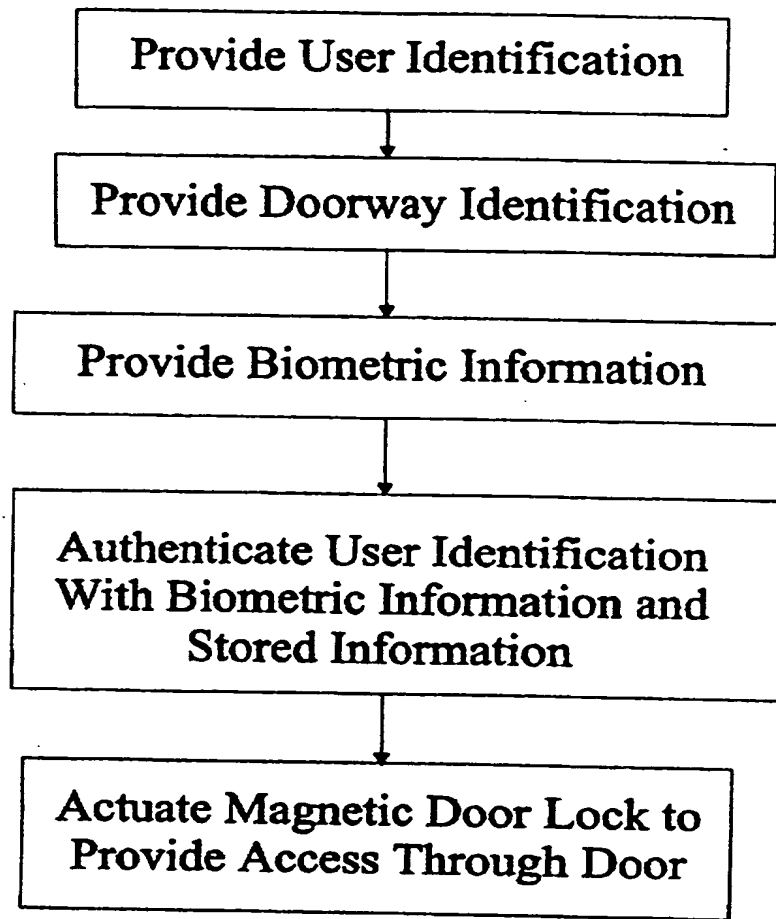 Provide User Identification
Provide Doorway Identification
Provide Biometric Information
Authenticate User Identification
With Biometric Information and
Stored Information
Actuate Magnetic Door Lock to
Provide Access Through Door